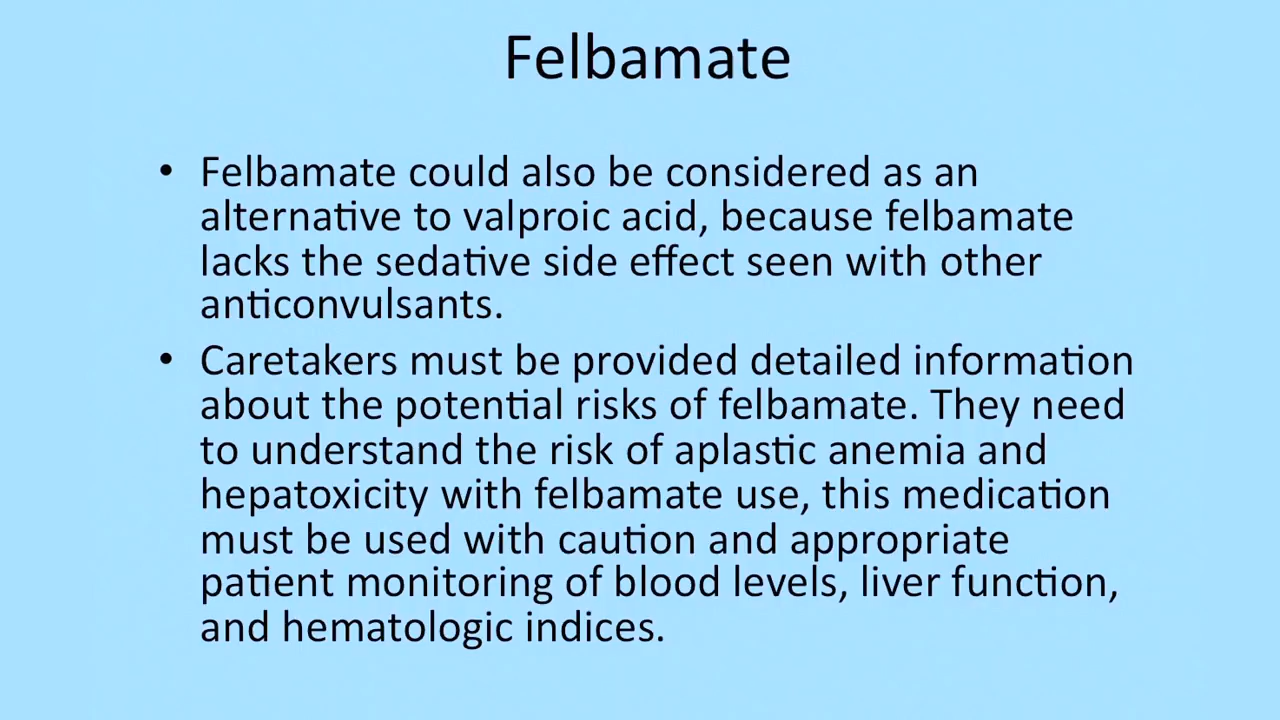 Felbamate
• Felbamate could also be considered as an
alternative to valproic acid, because felbamate
lacks the sedative side effect seen with other
anticonvulsants.
• Caretakers must be provided detailed information
about the potential risks of felbamate. They need
to understand the risk of aplastic anemia and
hepatoxicity with felbamate use, this medication
must be used with caution and appropriate
patient monitoring of blood levels, liver function,
and hematologic indices.